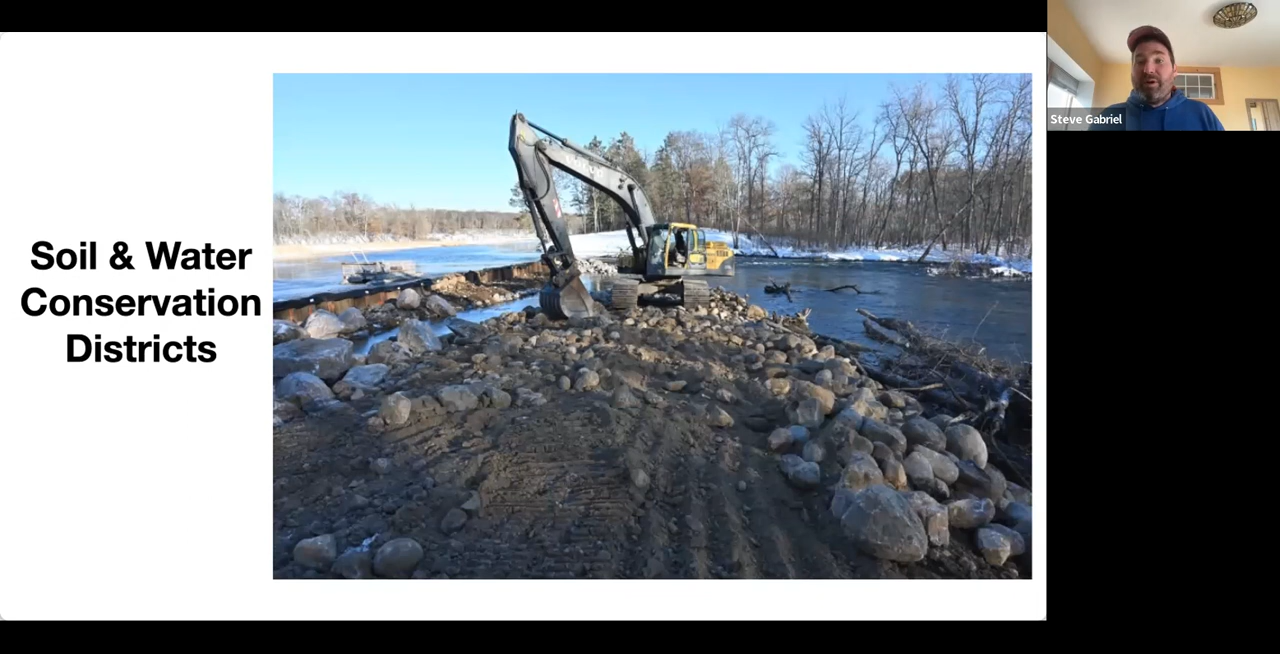 Soil & Water
Conservation
Districts
Steve Gabriel